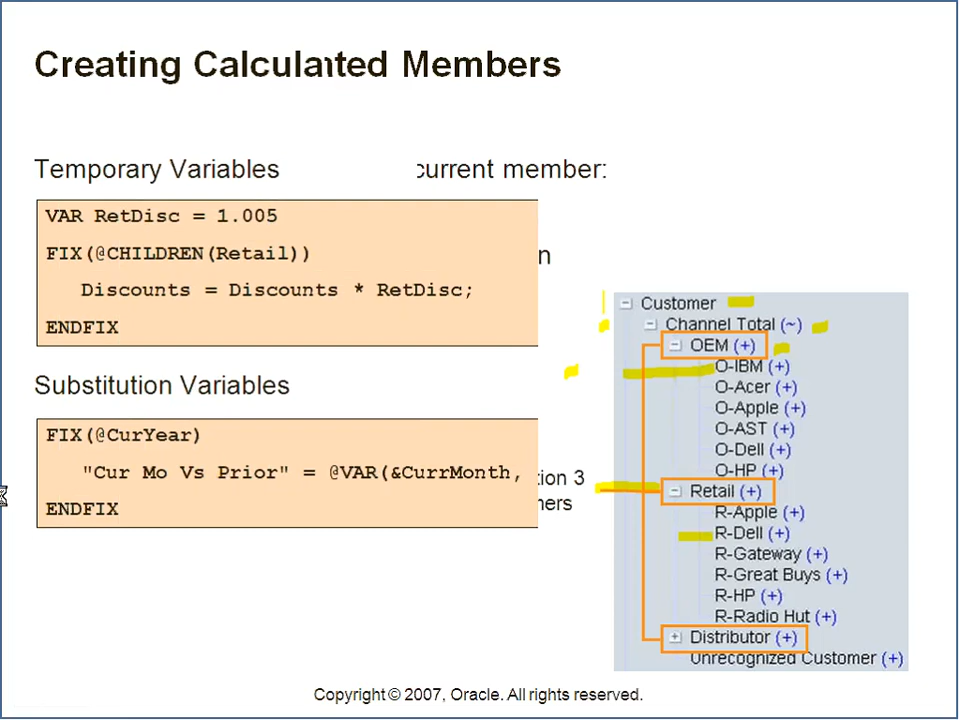 Creating Calculated Members
Temporary Variables
current member:
VAR RetDisc = 1.005
FIX(@CHILDREN(Retail))
Discounts = Discounts * RetDisc;
ENDFIX
Substitution Variables
FIX(@CurYear)
"Cur Mo Vs Prior" = @VAR(&CurrMonth,
ENDFIX
3
Customer
Channel Total (~)
OEM (+)
O-IBM (+)
O-Acer (+)
O-Apple (+)
O-AST (+)
O-Dell (+)
O-HP (+)
Retail (+)
R-Apple (+)
R-Dell (+)
R-Gateway (+)
R-Great Buys (+)
R-HP (+)
R-Radio Hut (+)
Distributor (+)
Unrecognized Customer (+)
Copyright © 2007, Oracle. All rights reserved.